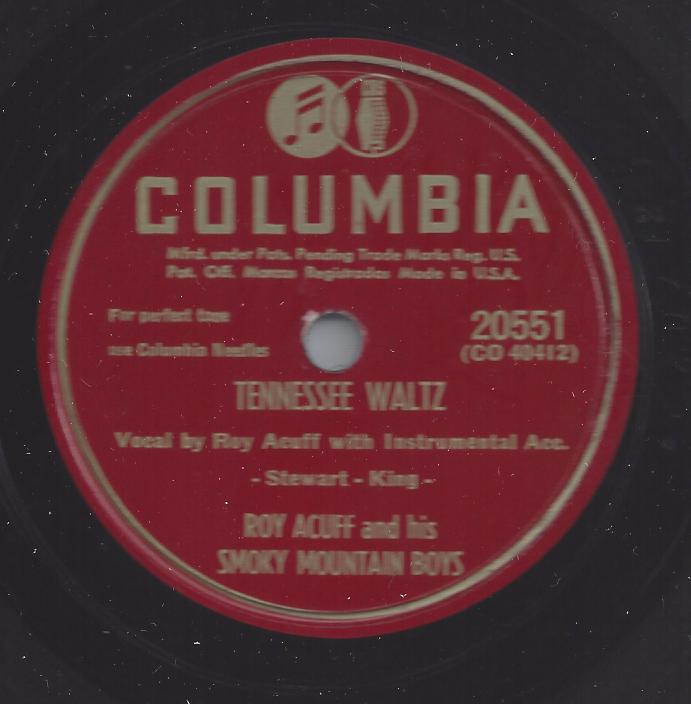 COLUMBIA
Mfd. under Pats. Pending Trade Marks Reg. U.S.
Pat. Off. Marcas Registradas Made in U.S.A.
For perfect tone
use Columbia Needles
20551
(CO 40412)
TENNESSEE WALTZ
Vocal by Roy Acuff with Instrumental Acc.
- Stewart - King -
ROY ACUFF and his
SMOKY MOUNTAIN BOYS